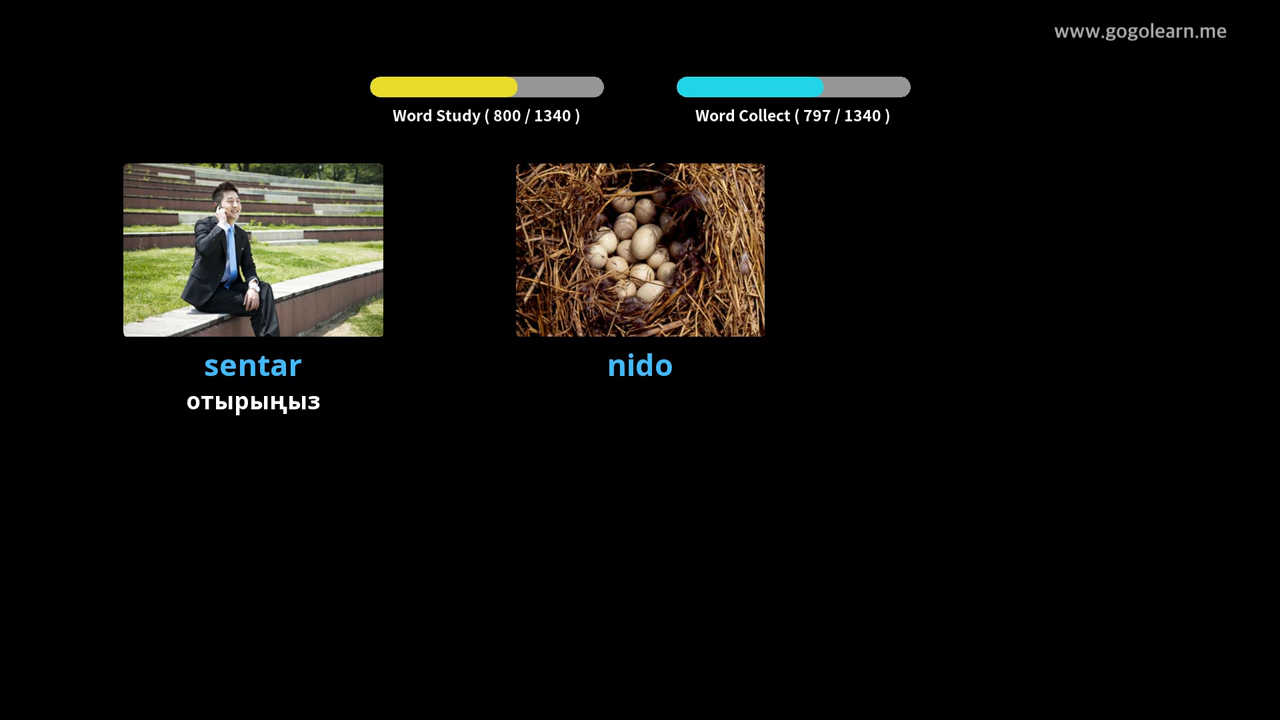 www.gogolearn.me
Word Study ( 800 / 1340 )
Word Collect ( 797 / 1340 )
sentar
отырыңыз
nido